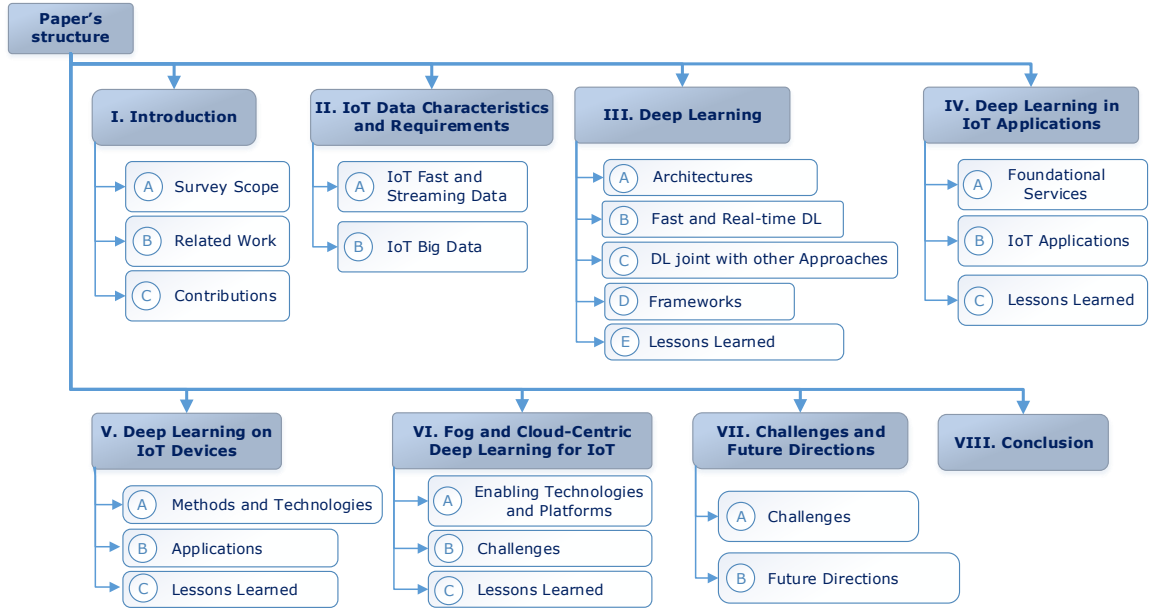 Paper's
structure
I. Introduction
A Survey Scope
B Related Work
C Contributions
II. IoT Data Characteristics
and Requirements
A IoT Fast and
Streaming Data
B IoT Big Data
III. Deep Learning
A Architectures
B Fast and Real-time DL
C DL joint with other Approaches
D Frameworks
E Lessons Learned
IV. Deep Learning in
IoT Applications
A Foundational
Services
B IoT Applications
C Lessons Learned
V. Deep Learning on
IoT Devices
A Methods and Technologies
B Applications
C Lessons Learned
VI. Fog and Cloud-Centric
Deep Learning for IoT
A Enabling Technologies
and Platforms
B Challenges
C Lessons Learned
VII. Challenges and
Future Directions
A Challenges
B Future Directions
VIII. Conclusion